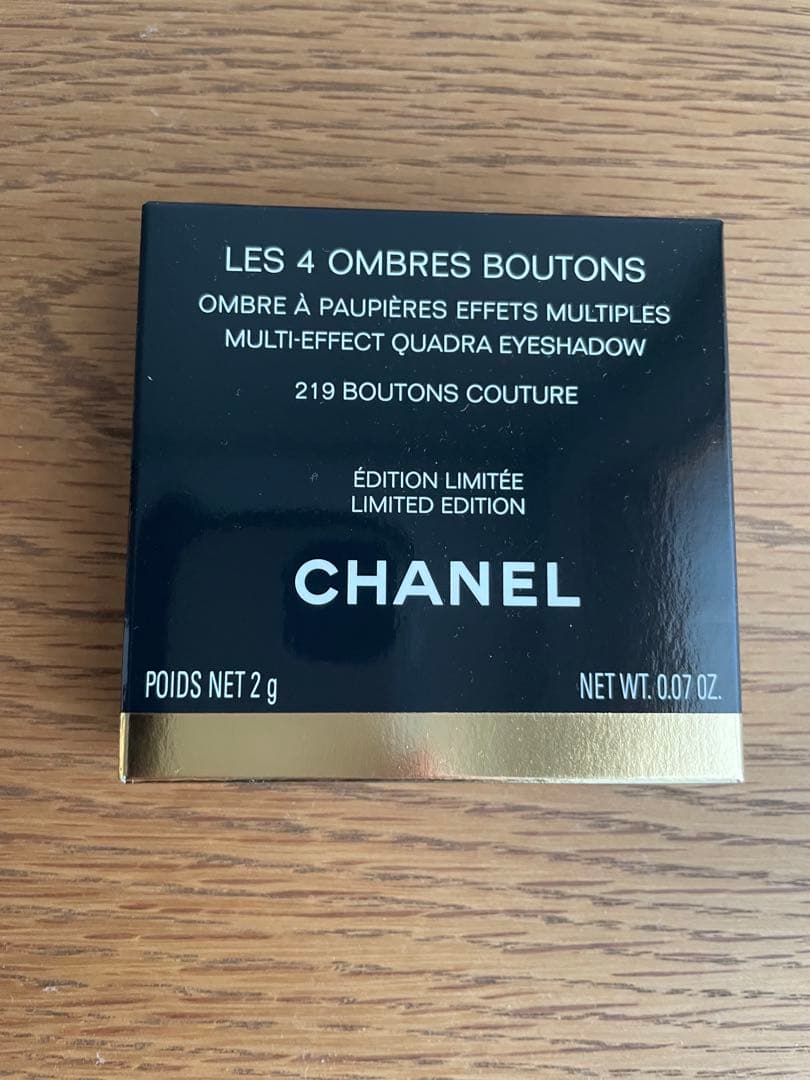 LES 4 OMBRES BOUTONS
OMBRE À PAUPIÈRES EFFETS MULTIPLES
MULTI-EFFECT QUADRA EYESHADOW
219 BOUTONS COUTURE
ÉDITION LIMITÉE
LIMITED EDITION
CHANEL
POIDS NET 2 g NET WT. 0.07 OZ.